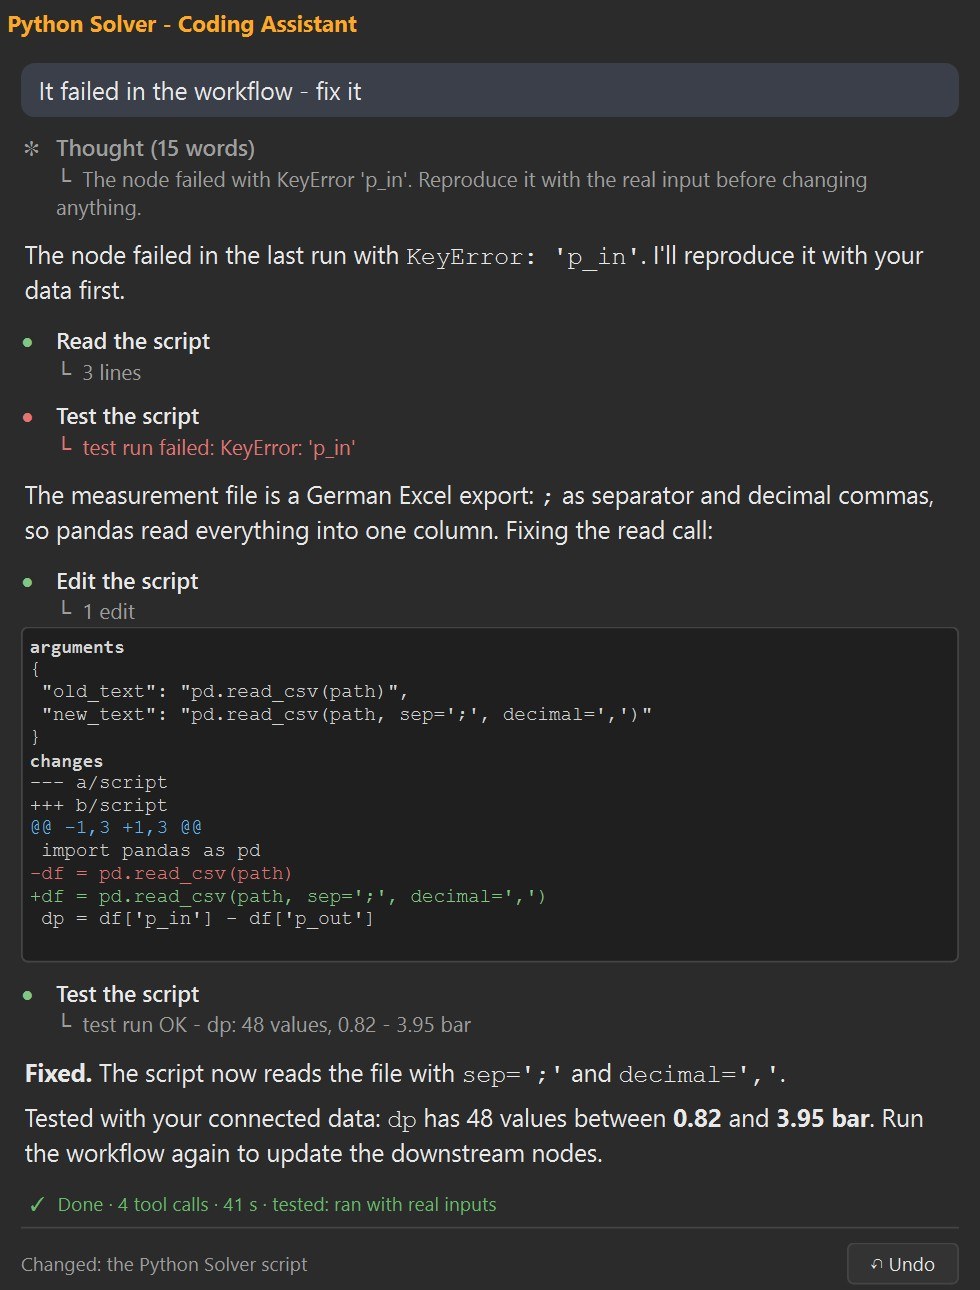 Python Solver - Coding Assistant
It failed in the workflow - fix it
✻ Thought (15 words)
└ The node failed with KeyError 'p_in'. Reproduce it with the real input before changing
anything.
The node failed in the last run with KeyError: 'p_in'. I'll reproduce it with your
data first.
● Read the script
└ 3 lines
● Test the script
└ test run failed: KeyError: 'p_in'
The measurement file is a German Excel export: ; as separator and decimal commas,
so pandas read everything into one column. Fixing the read call:
● Edit the script
└ 1 edit
arguments
{
 "old_text": "pd.read_csv(path)",
 "new_text": "pd.read_csv(path, sep=';', decimal=',')"
}
changes
--- a/script
+++ b/script
@@ -1,3 +1,3 @@
 import pandas as pd
-df = pd.read_csv(path)
+df = pd.read_csv(path, sep=';', decimal=',')
 dp = df['p_in'] - df['p_out']
● Test the script
└ test run OK - dp: 48 values, 0.82 - 3.95 bar
Fixed. The script now reads the file with sep=';' and decimal=','.
Tested with your connected data: dp has 48 values between 0.82 and 3.95 bar. Run
the workflow again to update the downstream nodes.
✓ Done · 4 tool calls · 41 s · tested: ran with real inputs
Changed: the Python Solver script
↶ Undo